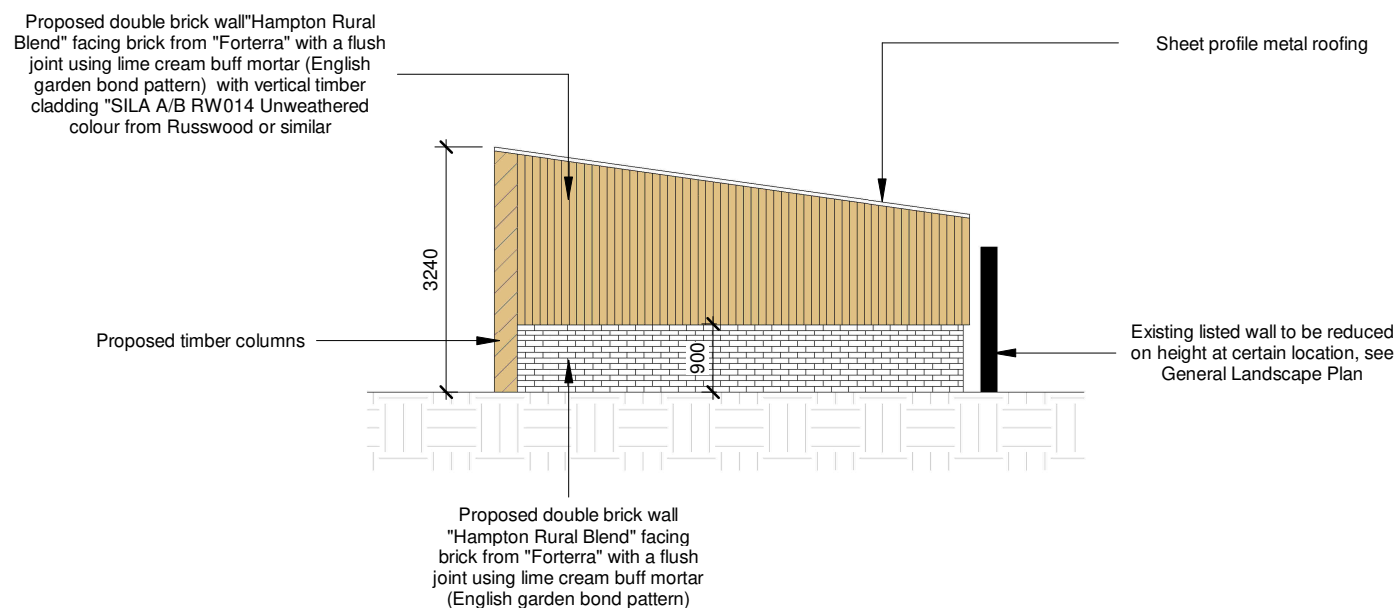 Proposed double brick wall"Hampton Rural
Blend" facing brick from "Forterra" with a flush
joint using lime cream buff mortar (English
garden bond pattern)  with vertical timber
cladding "SILA A/B RW014 Unweathered
colour from Russwood or similar
Sheet profile metal roofing
3240
Proposed timber columns
900
Existing listed wall to be reduced
on height at certain location, see
General Landscape Plan
Proposed double brick wall
"Hampton Rural Blend" facing
brick from "Forterra" with a flush
joint using lime cream buff mortar
(English garden bond pattern)